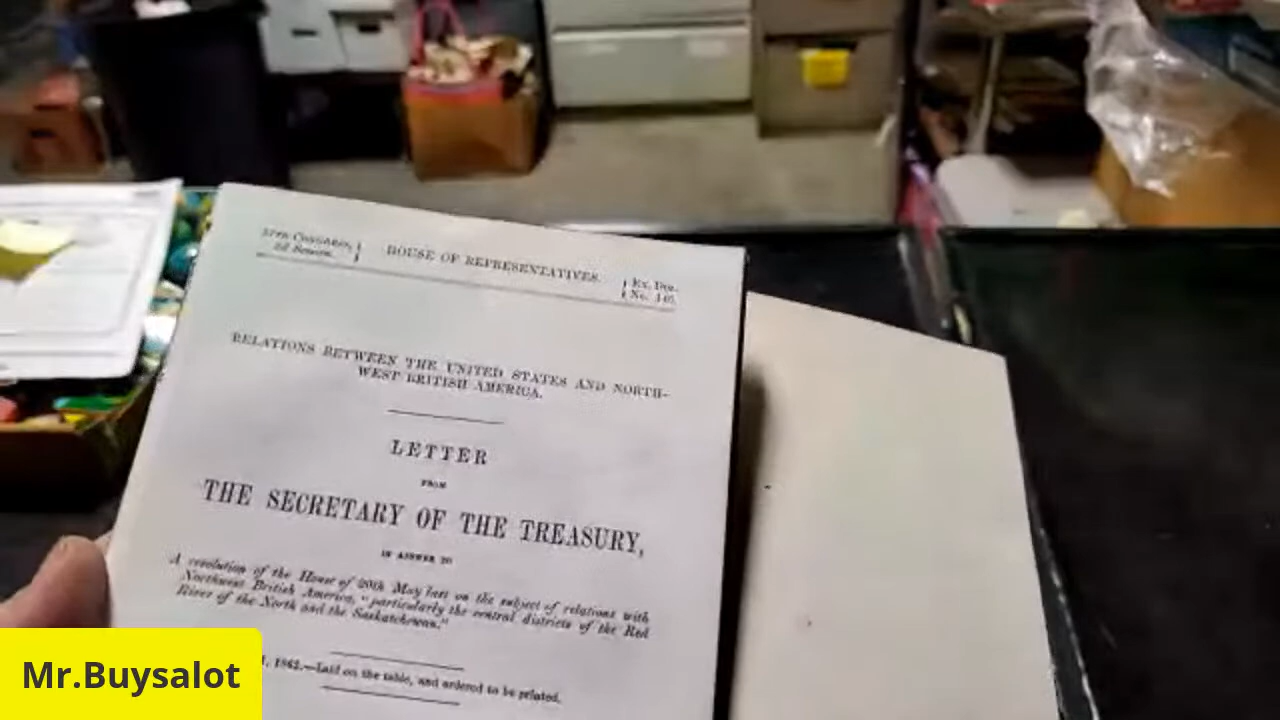 37TH CONGRESS,
2d Session.
HOUSE OF REPRESENTATIVES.
Ex. Doc.
No. 146.
RELATIONS BETWEEN THE UNITED STATES AND NORTH-
WEST BRITISH AMERICA.
LETTER
FROM
THE SECRETARY OF THE TREASURY,
IN ANSWER TO
A resolution of the House of 20th May last on the subject of relations with
Northwest British America, "particularly the central districts of the Red
River of the North and the Saskatchewan."
1862.—Laid on the table, and ordered to be printed.
Mr.Buysalot